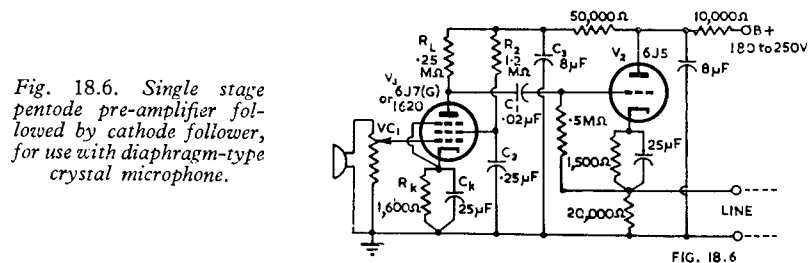 Fig. 18.6. Single stage
pentode pre-amplifier fol-
lowed by cathode follower,
for use with diaphragm-type
crystal microphone.
50,000Ω
10,000Ω
B+
180 to 250V
RL
.25
MΩ
R2
1.2
MΩ
C3
8μF
V2
6J5
8μF
V1
6J7(G)
or 1620
C1
.02μF
VC1
.5MΩ
C2
.25μF
1,500Ω
25μF
Rk
1,600Ω
Ck
25μF
20,000Ω
LINE
FIG. 18.6